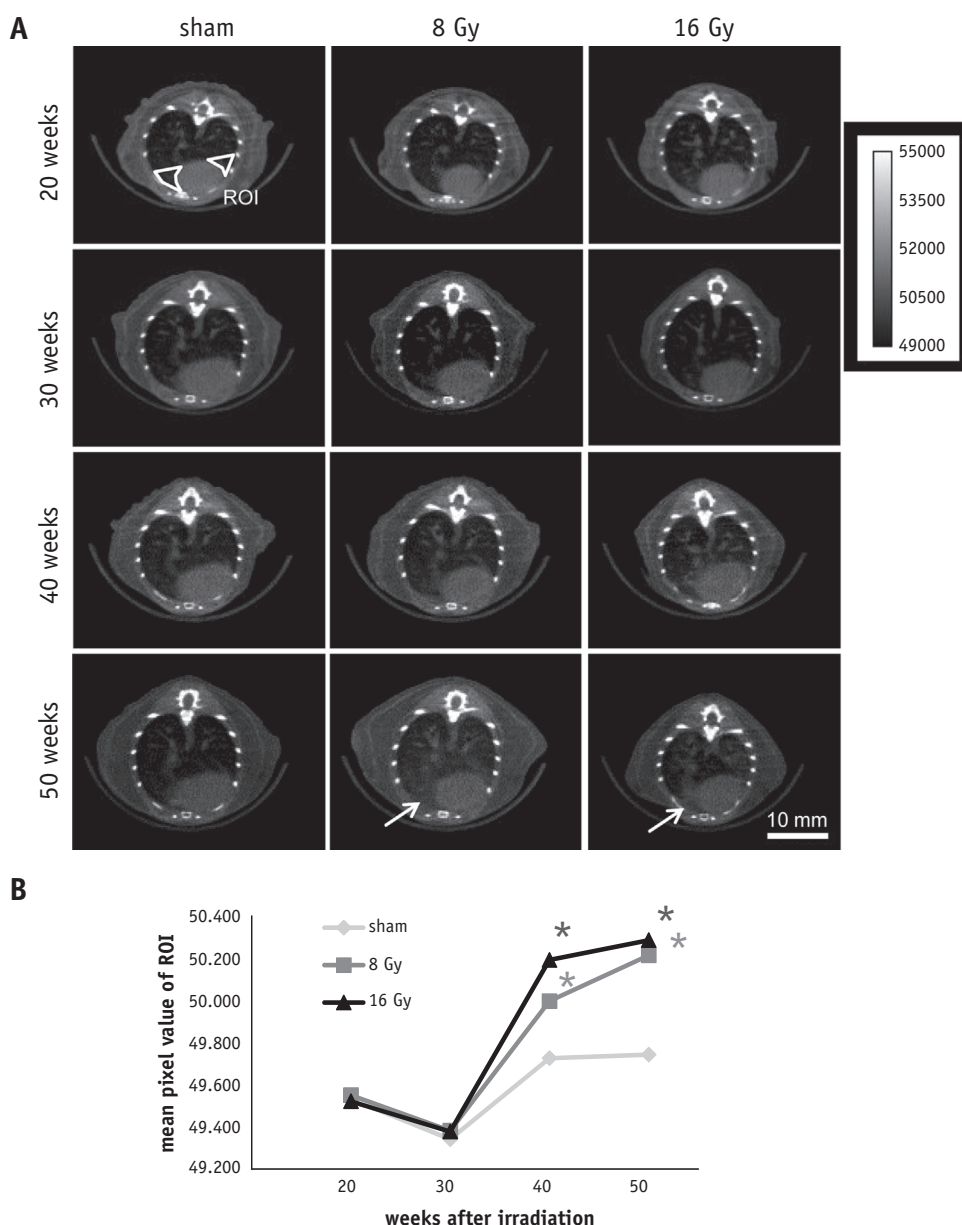 A
sham 8 Gy 16 Gy
20 weeks
ROI
55000
53500
52000
50500
49000
30 weeks
40 weeks
50 weeks
10 mm
B
mean pixel value of ROI
50.400
50.200
50.000
49.800
49.600
49.400
49.200
sham
8 Gy
16 Gy
*
*
*
*
20 30 40 50
weeks after irradiation